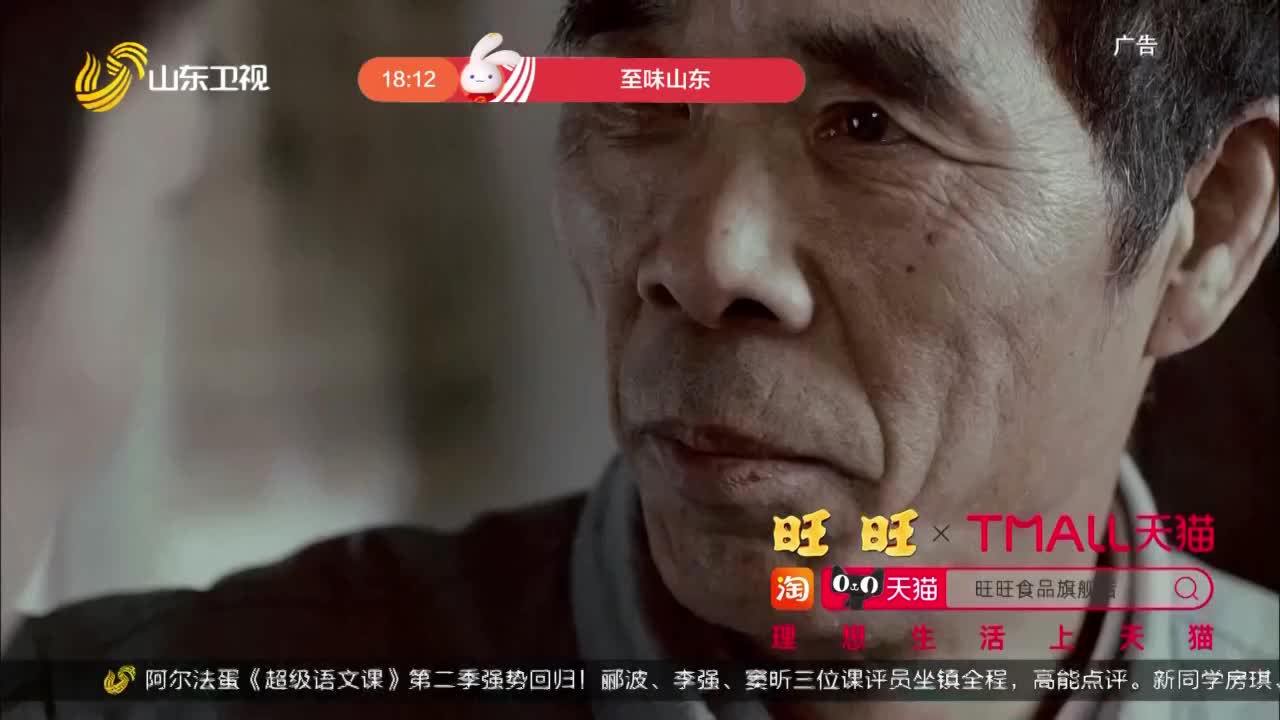 广告
山东卫视
18:12
至味山东
旺 旺 × TMALL天猫
淘 天猫 旺旺食品旗舰店
理想生活上天猫
阿尔法蛋《超级语文课》第二季强势回归！郦波、李强、窦昕三位课评员坐镇全程，高能点评。新同学房琪、